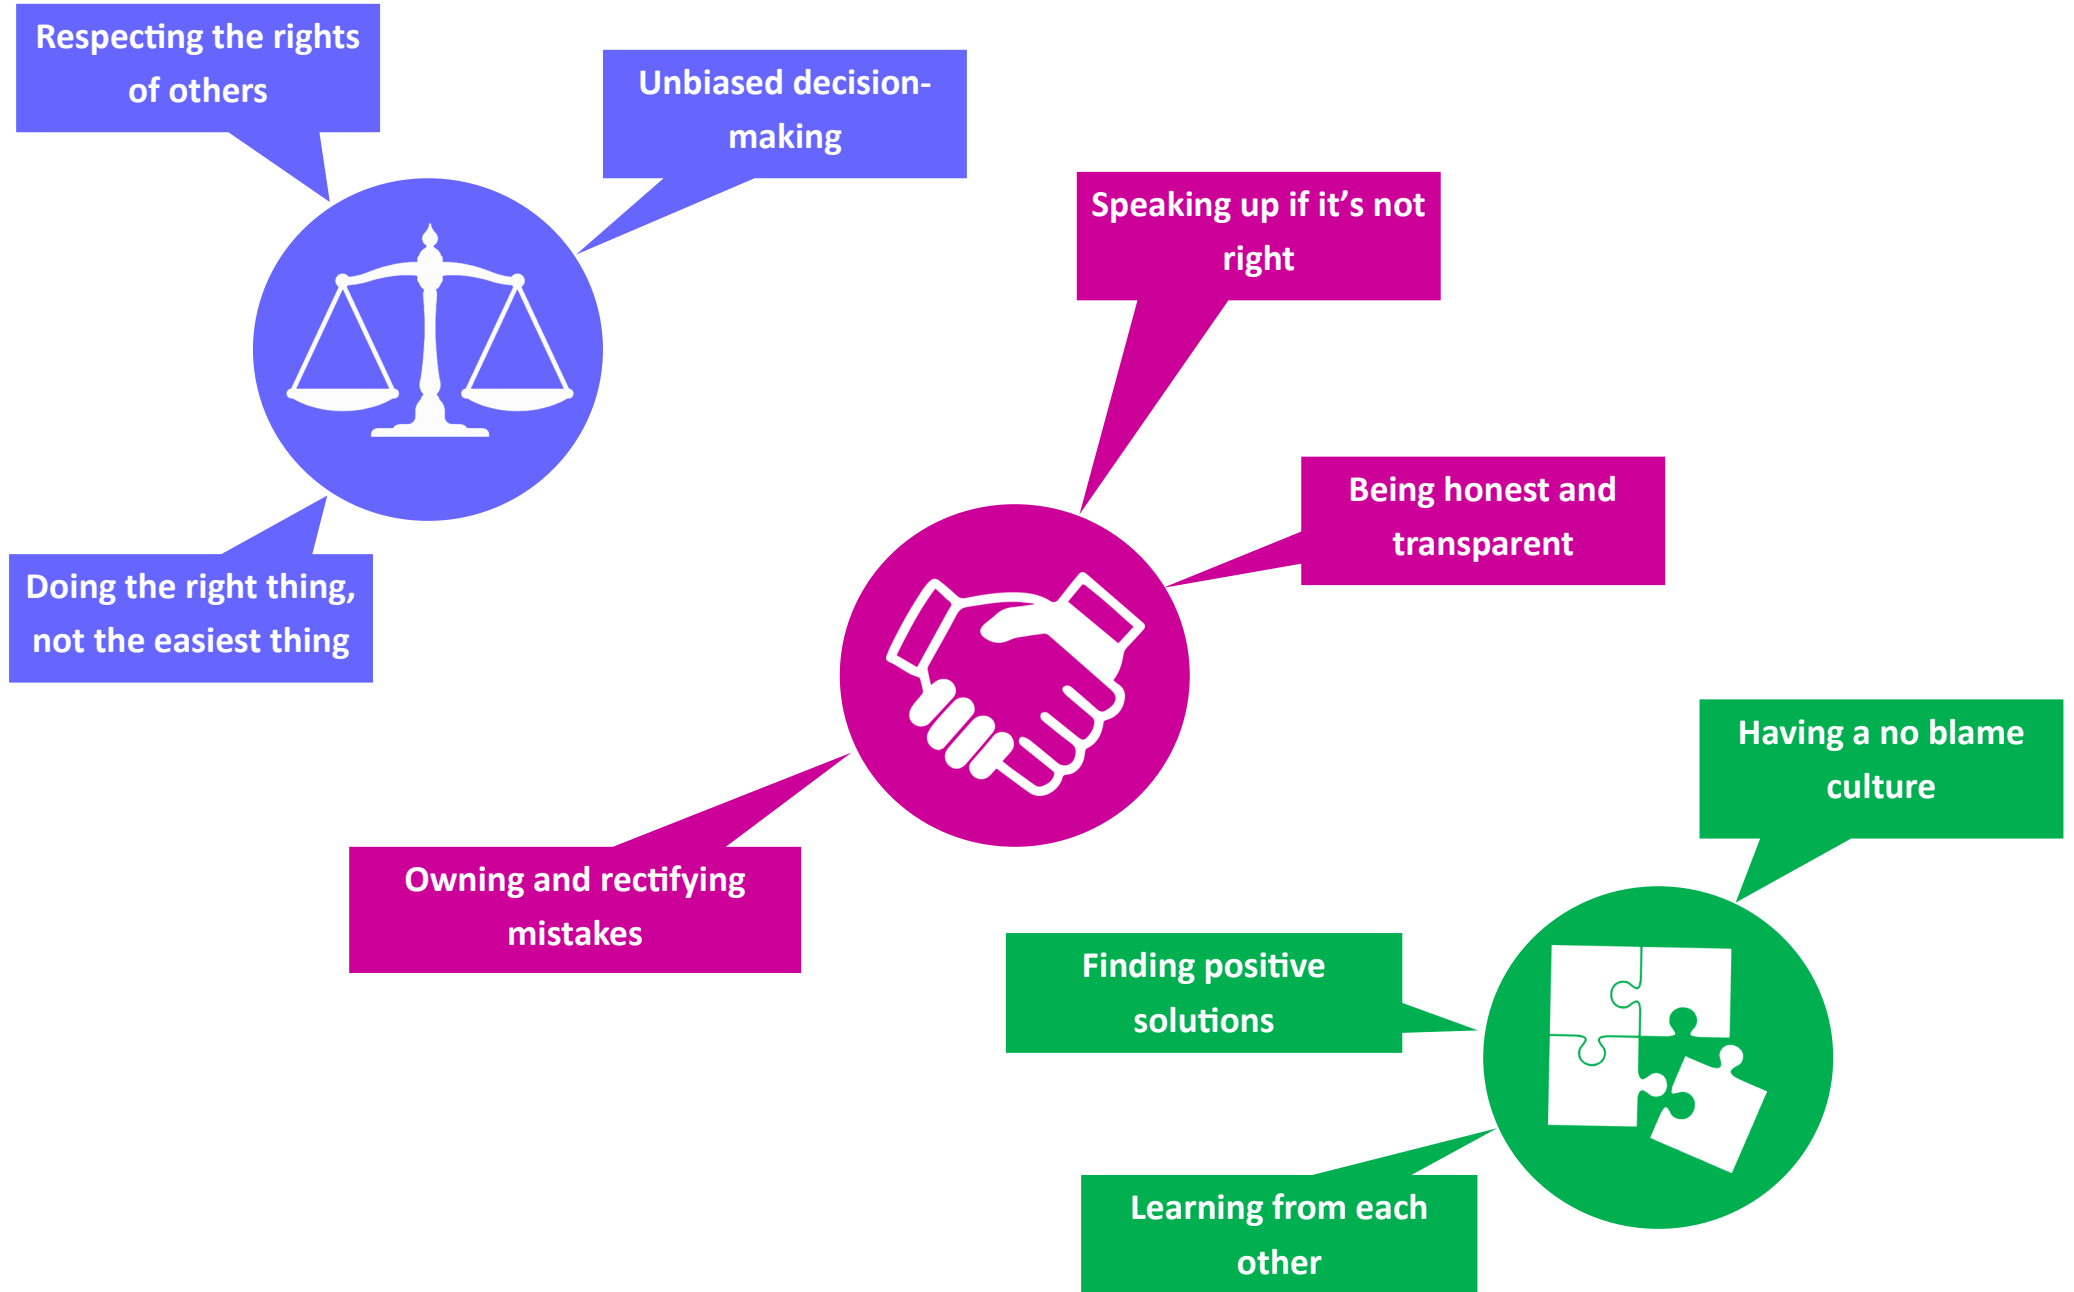 Respecting the rights
of others
Unbiased decision-
making
Doing the right thing,
not the easiest thing
Speaking up if it’s not
right
Being honest and
transparent
Owning and rectifying
mistakes
Having a no blame
culture
Finding positive
solutions
Learning from each
other